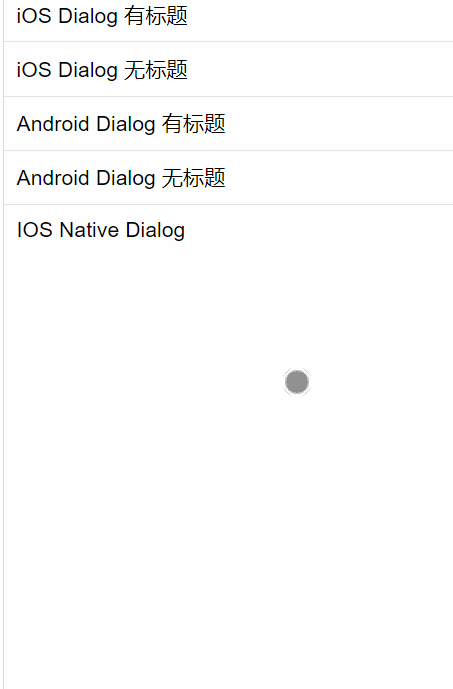 iOS Dialog 有标题
iOS Dialog 无标题
Android Dialog 有标题
Android Dialog 无标题
IOS Native Dialog